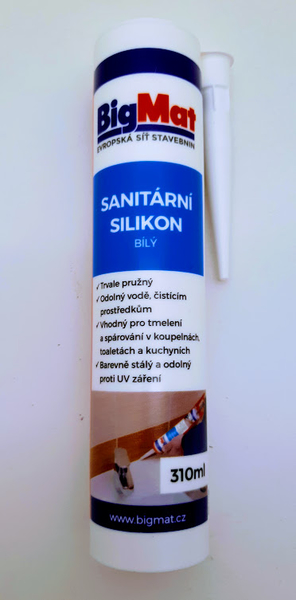 BigMat
EVROPSKÁ SÍŤ STAVEBNIN
SANITÁRNÍ
SILIKON
BÍLÝ
✓Trvale pružný
✓Odolný vodě, čistícím
prostředkům
✓Vhodný pro tmelení
a spárování v koupelnách,
toaletách a kuchyních
✓Barevně stálý a odolný
proti UV záření
310ml
www.bigmat.cz